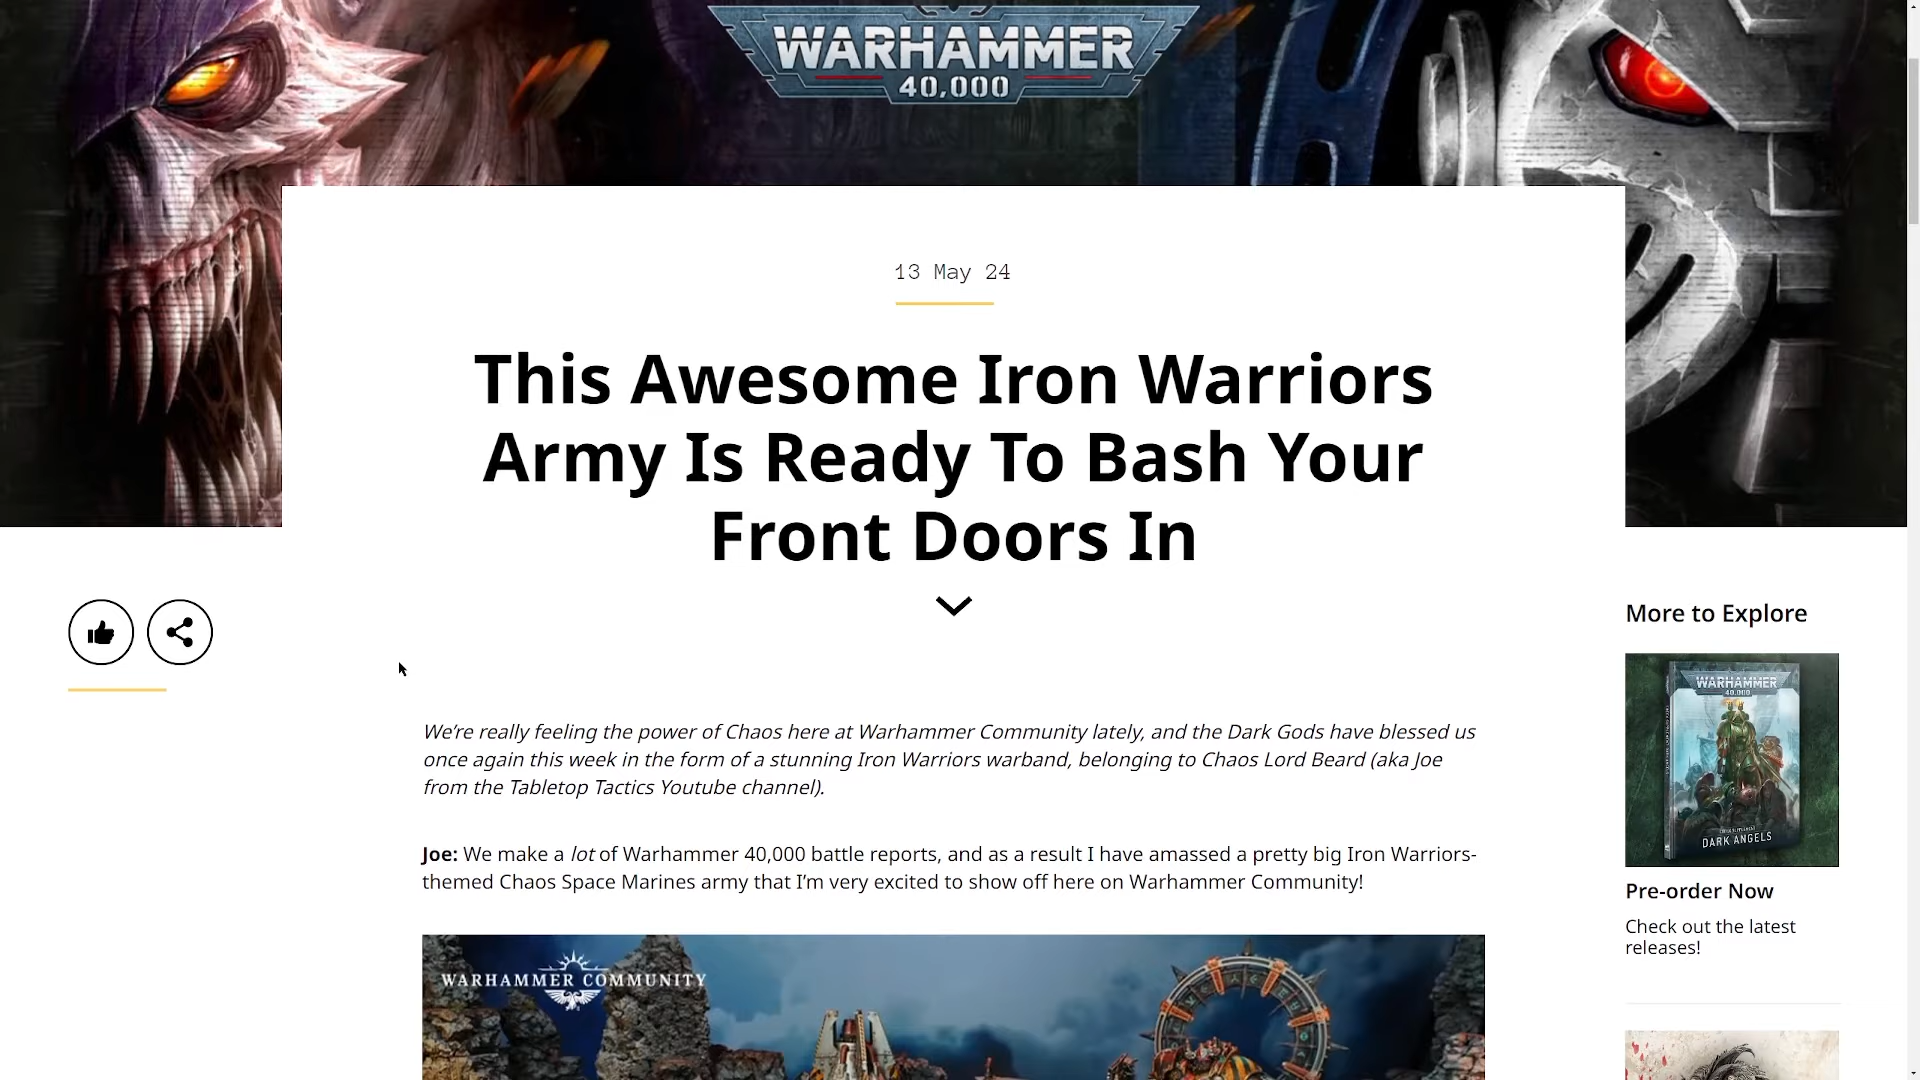 WARHAMMER
40,000
13 May 24
This Awesome Iron Warriors
Army Is Ready To Bash Your
Front Doors In
More to Explore
We’re really feeling the power of Chaos here at Warhammer Community lately, and the Dark Gods have blessed us
once again this week in the form of a stunning Iron Warriors warband, belonging to Chaos Lord Beard (aka Joe
from the Tabletop Tactics Youtube channel).
Joe: We make a lot of Warhammer 40,000 battle reports, and as a result I have amassed a pretty big Iron Warriors-
themed Chaos Space Marines army that I’m very excited to show off here on Warhammer Community!
WARHAMMER COMMUNITY
WARHAMMER
40,000
DARK ANGELS
Pre-order Now
Check out the latest
releases!